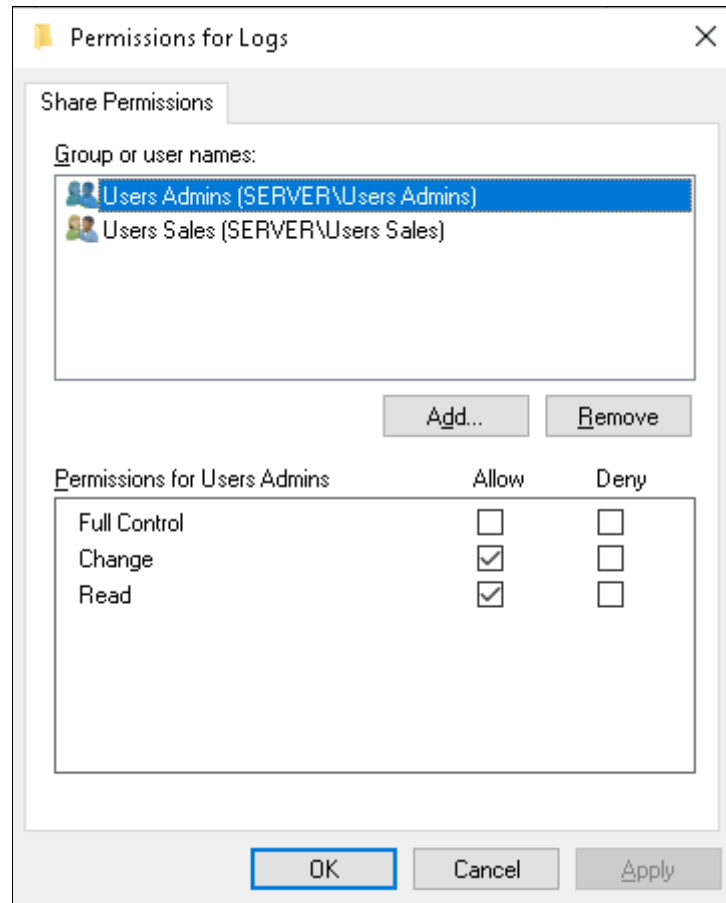 Permissions for Logs
Share Permissions
Group or user names:
Users Admins (SERVER\Users Admins)
Users Sales (SERVER\Users Sales)
Add...
Remove
Permissions for Users Admins Allow Deny
Full Control
Change
Read
OK
Cancel
Apply